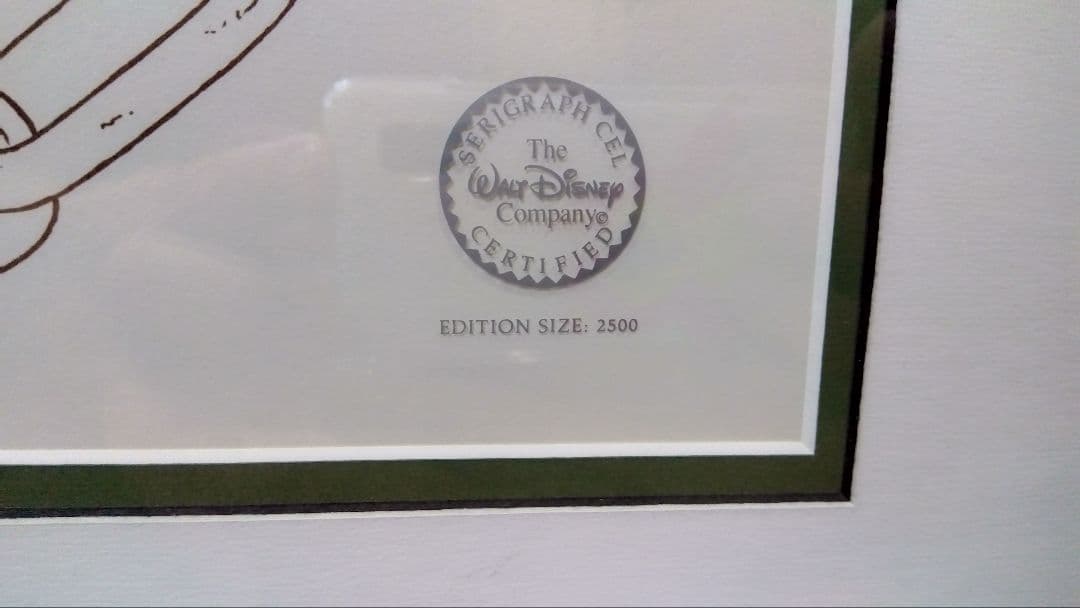 SERIGRAPH CEL
The
WALT DISNEY
Company©
CERTIFIED
EDITION SIZE: 2500